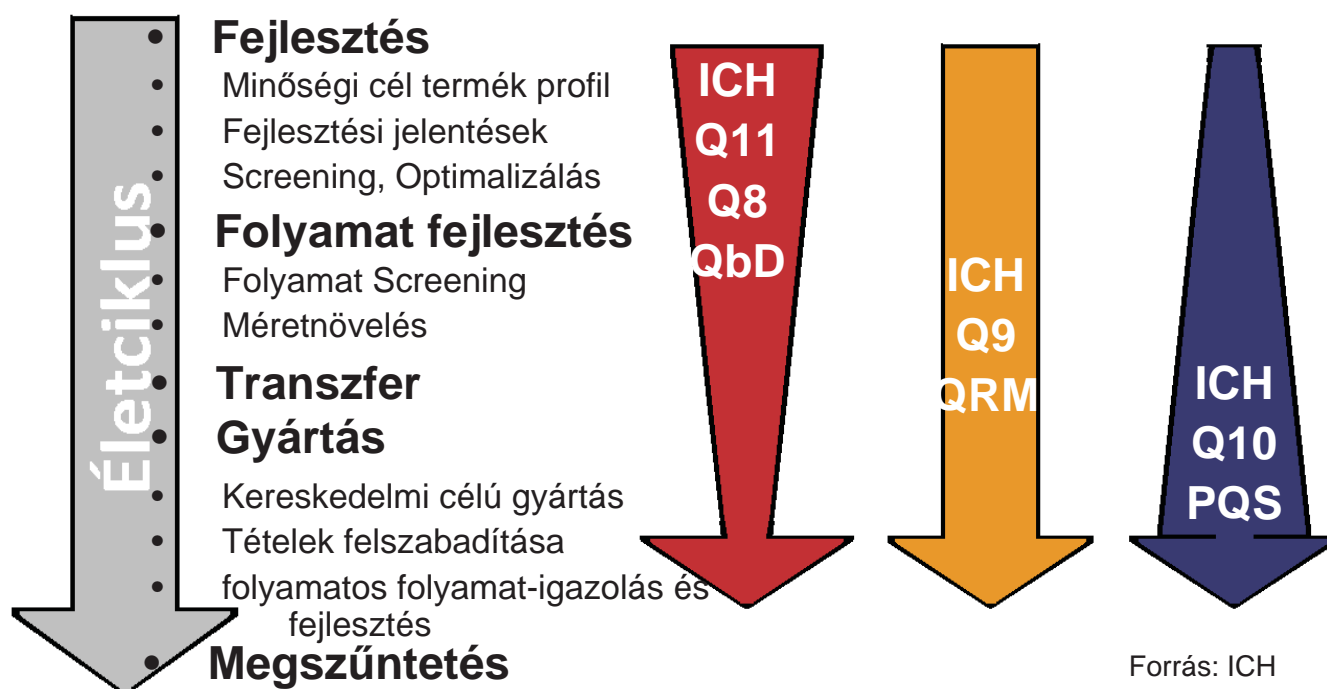 Életciklus
Fejlesztés
Minőségi cél termék profil
Fejlesztési jelentések
Screening, Optimalizálás
Folyamat fejlesztés
Folyamat Screening
Méretnövelés
Transzfer
Gyártás
Kereskedelmi célú gyártás
Tételek felszabadítása
folyamatos folyamat-igazolás és
fejlesztés
Megszűntetés
ICH
Q11
Q8
QbD
ICH
Q9
QRM
ICH
Q10
PQS
Forrás: ICH